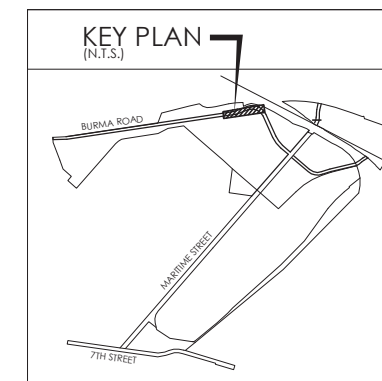 KEY PLAN
(N.T.S.)
BURMA ROAD
MARITIME STREET
7TH STREET